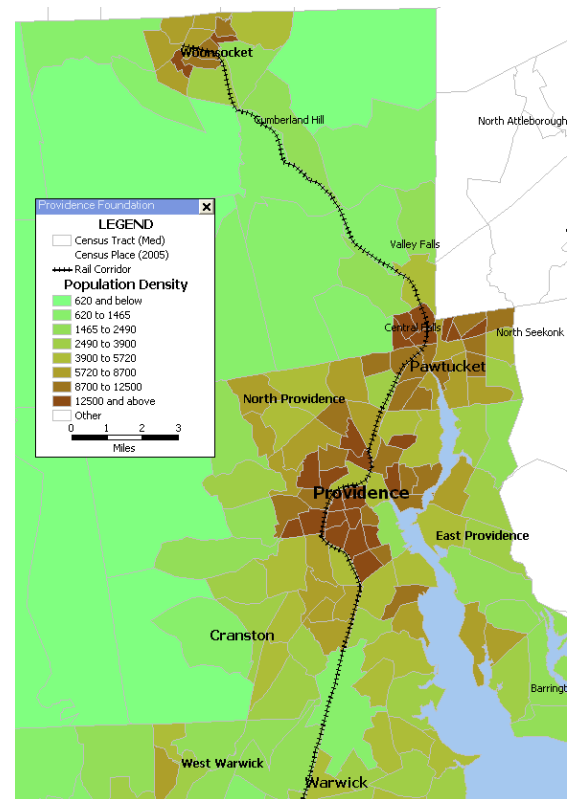 Woonsocket
Cumberland Hill
North Attleborough
Providence Foundation
LEGEND
Census Tract (Med)
Census Place (2005)
Rail Corridor
Population Density
620 and below
620 to 1465
1465 to 2490
2490 to 3900
3900 to 5720
5720 to 8700
8700 to 12500
12500 and above
Other
0 1 2 3
Miles
Valley Falls
Central Falls
North Seekonk
Pawtucket
North Providence
Providence
East Providence
Cranston
Barring
West Warwick
Warwick